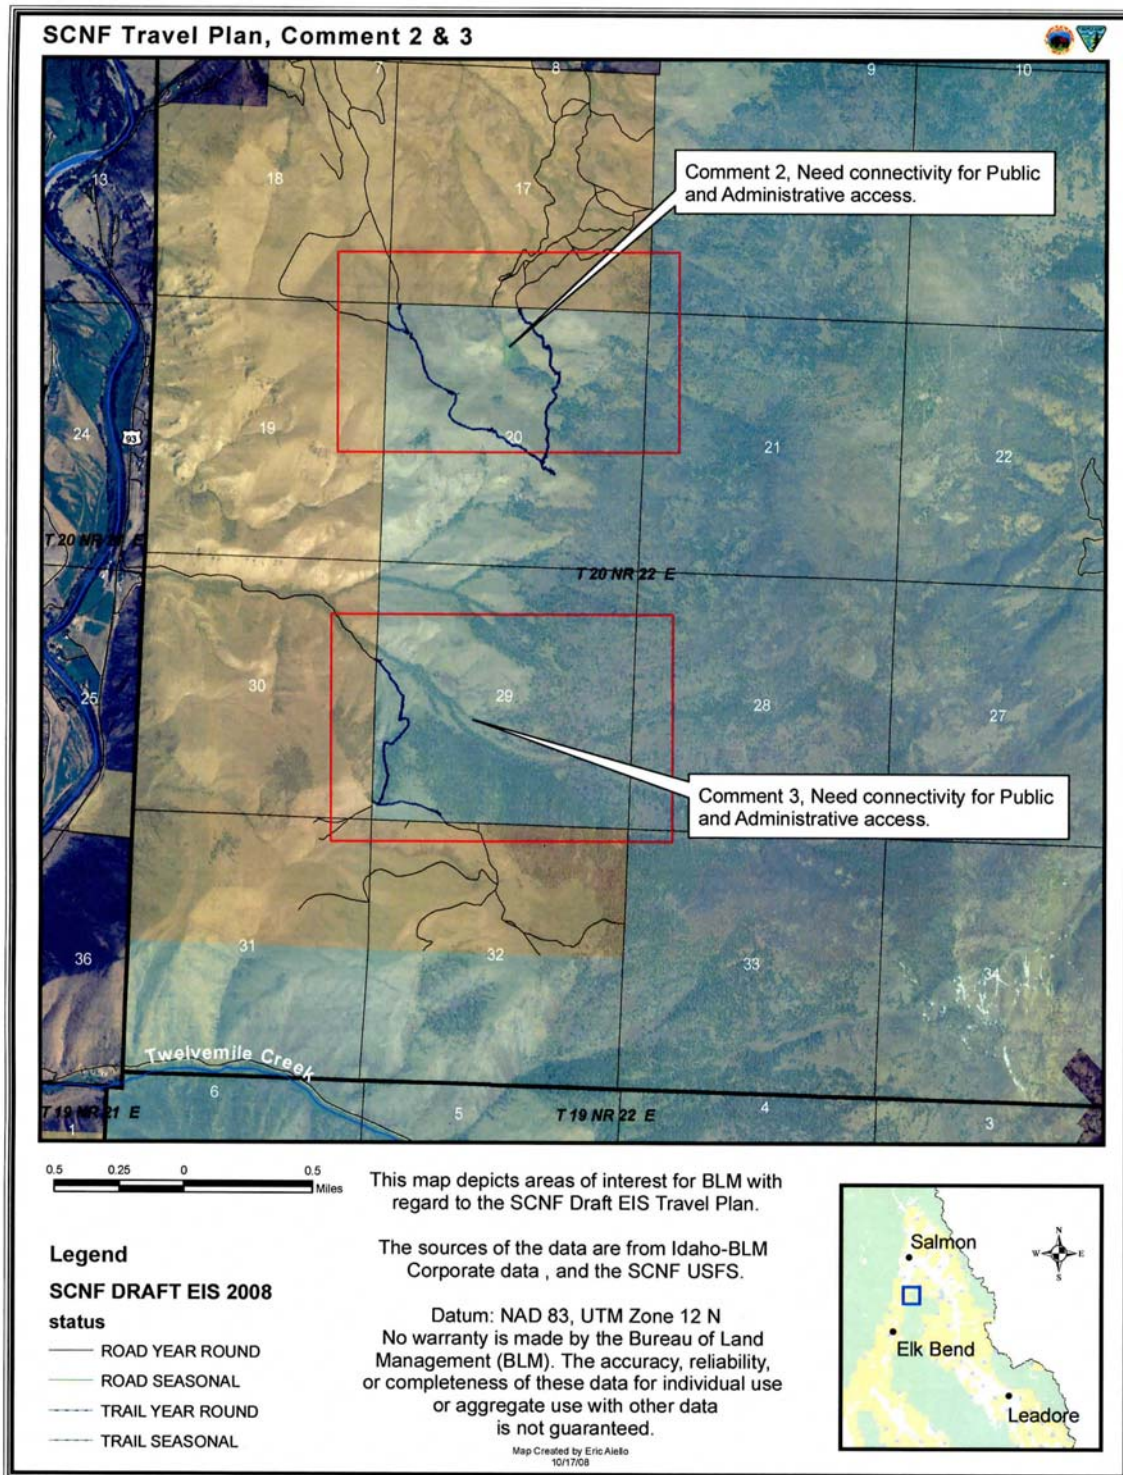 SCNF Travel Plan, Comment 2 & 3
7
8
9
10
13
18
17
Comment 2, Need connectivity for Public
and Administrative access.
24
93
19
20
21
22
T 20 N R 22 E
25
30
29
28
27
Comment 3, Need connectivity for Public
and Administrative access.
36
31
32
33
34
Twelvemile Creek
6
5
4
3
T 19 N R 21 E
T 19 N R 22 E
1
0.5 0.25 0 0.5
Miles
This map depicts areas of interest for BLM with
regard to the SCNF Draft EIS Travel Plan.
The sources of the data are from Idaho-BLM
Corporate data , and the SCNF USFS.
Datum: NAD 83, UTM Zone 12 N
No warranty is made by the Bureau of Land
Management (BLM). The accuracy, reliability,
or completeness of these data for individual use
or aggregate use with other data
is not guaranteed.
Map Created by Eric Aiello
10/17/08
Legend
SCNF DRAFT EIS 2008
status
ROAD YEAR ROUND
ROAD SEASONAL
TRAIL YEAR ROUND
TRAIL SEASONAL
Salmon
N
W E
S
Elk Bend
Leadore